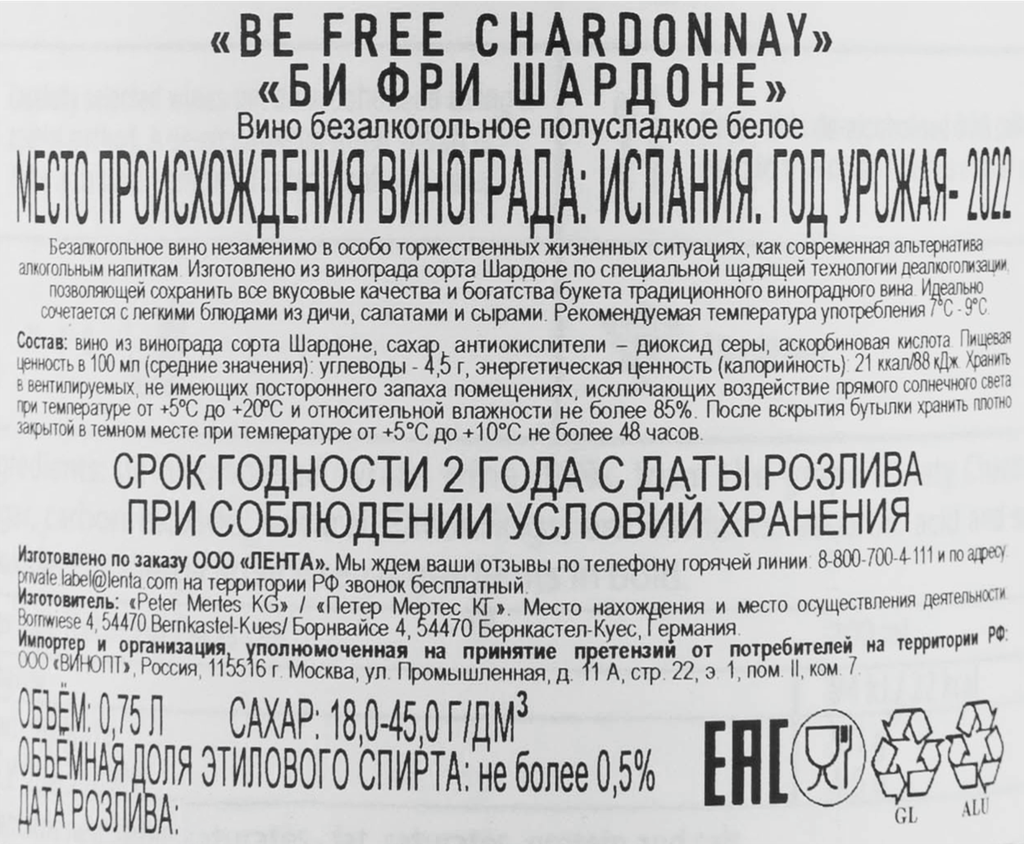 «BE FREE CHARDONNAY»
«БИ ФРИ ШАРДОНЕ»
Вино безалкогольное полусладкое белое
МЕСТО ПРОИСХОЖДЕНИЯ ВИНОГРАДА: ИСПАНИЯ. ГОД УРОЖАЯ- 2022
Безалкогольное вино незаменимо в особо торжественных жизненных ситуациях, как современная альтернатива
алкогольным напиткам. Изготовлено из винограда сорта Шардоне по специальной щадящей технологии деалкоголизации,
позволяющей сохранить все вкусовые качества и богатства букета традиционного виноградного вина. Идеально
сочетается с легкими блюдами из дичи, салатами и сырами. Рекомендуемая температура употребления 7°C - 9°C.
Состав: вино из винограда сорта Шардоне, сахар, антиокислители – диоксид серы, аскорбиновая кислота. Пищевая
ценность в 100 мл (средние значения): углеводы - 4,5 г, энергетическая ценность (калорийность): 21 ккал/88 кДж. Хранить
в вентилируемых, не имеющих постороннего запаха помещениях, исключающих воздействие прямого солнечного света
при температуре от +5°C до +20°C и относительной влажности не более 85%. После вскрытия бутылки хранить плотно
закрытой в темном месте при температуре от +5°C до +10°C не более 48 часов.
СРОК ГОДНОСТИ 2 ГОДА С ДАТЫ РОЗЛИВА
ПРИ СОБЛЮДЕНИИ УСЛОВИЙ ХРАНЕНИЯ
Изготовлено по заказу ООО «ЛЕНТА». Мы ждем ваши отзывы по телефону горячей линии: 8-800-700-4-111 и по адресу:
private.label@lenta.com на территории РФ звонок бесплатный.
Изготовитель: «Peter Mertes KG» / «Петер Мертес КГ». Место нахождения и место осуществления деятельности:
Bornwiese 4, 54470 Bernkastel-Kues/ Борнвайсе 4, 54470 Бернкастел-Куес, Германия.
Импортер и организация, уполномоченная на принятие претензий от потребителей на территории РФ:
ООО «ВИНОПТ», Россия, 115516 г. Москва, ул. Промышленная, д. 11 А, стр. 22, э. 1, пом. II, ком. 7
ОБЪЁМ: 0,75 Л САХАР: 18,0-45,0 Г/ДМ³
ОБЪЁМНАЯ ДОЛЯ ЭТИЛОВОГО СПИРТА: не более 0,5%
ДАТА РОЗЛИВА:
EAC
GL
ALU